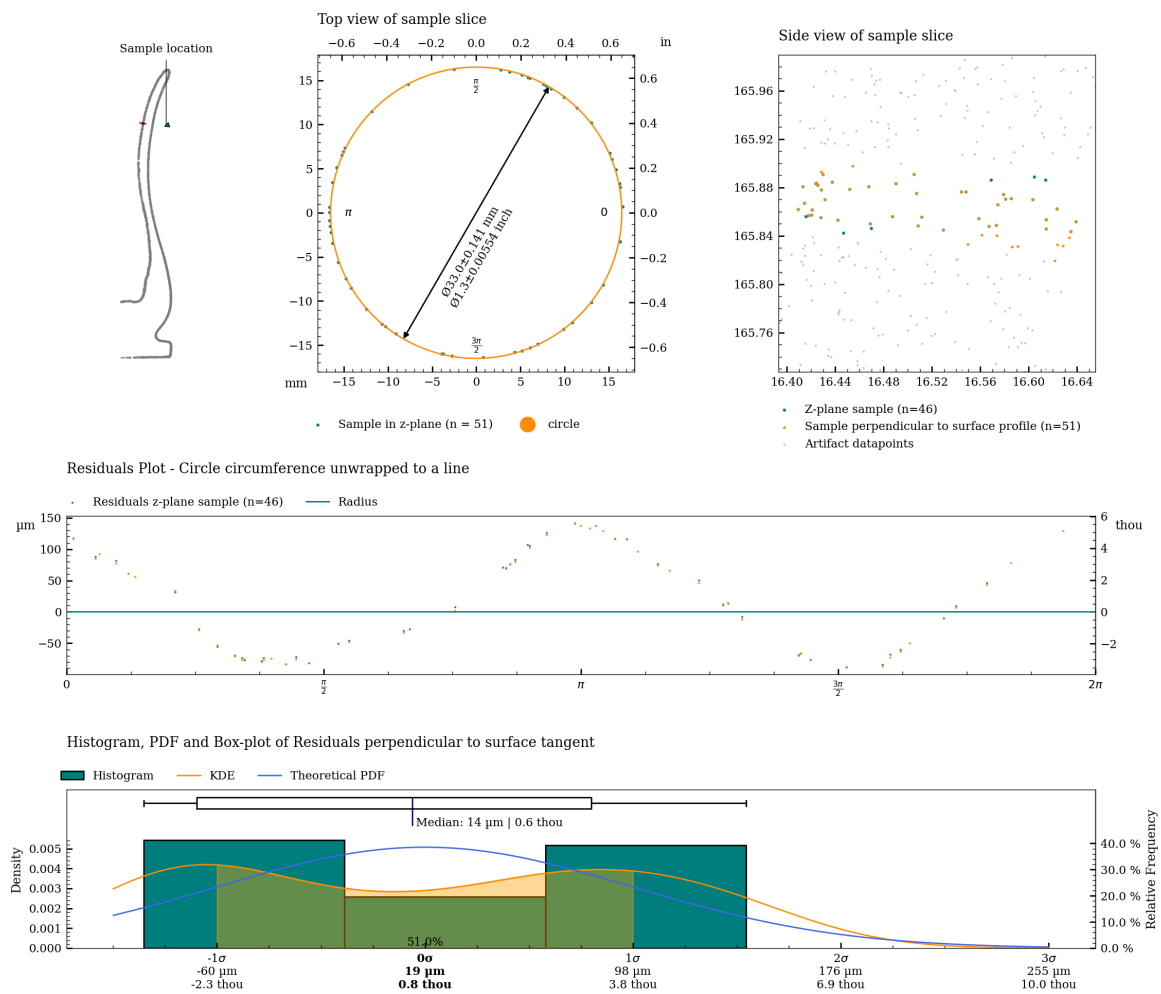 Top view of sample slice
Side view of sample slice
Sample location
−0.6 −0.4 −0.2 0.0 0.2 0.4 0.6 in
15
10
5
0
−5
−10
−15
mm
0.6
0.4
0.2
0.0
−0.2
−0.4
−0.6
π/2
π
0
3π/2
Ø33.0±0.141 mm
Ø1.3±0.00554 inch
−15 −10 −5 0 5 10 15
Sample in z-plane (n = 51)
circle
165.96
165.92
165.88
165.84
165.80
165.76
16.40 16.44 16.48 16.52 16.56 16.60 16.64
Z-plane sample (n=46)
Sample perpendicular to surface profile (n=51)
Artifact datapoints
Residuals Plot - Circle circumference unwrapped to a line
Residuals z-plane sample (n=46)
Radius
µm
150
100
50
0
−50
6
4
2
0
−2
thou
0 π/2 π 3π/2 2π
Histogram, PDF and Box-plot of Residuals perpendicular to surface tangent
Histogram
KDE
Theoretical PDF
Median: 14 µm | 0.6 thou
Density
0.005
0.004
0.003
0.002
0.001
0.000
40.0 %
30.0 %
20.0 %
10.0 %
0.0 %
Relative Frequency
51.0%
-1σ 0σ 1σ 2σ 3σ
-60 µm 19 µm 98 µm 176 µm 255 µm
-2.3 thou 0.8 thou 3.8 thou 6.9 thou 10.0 thou